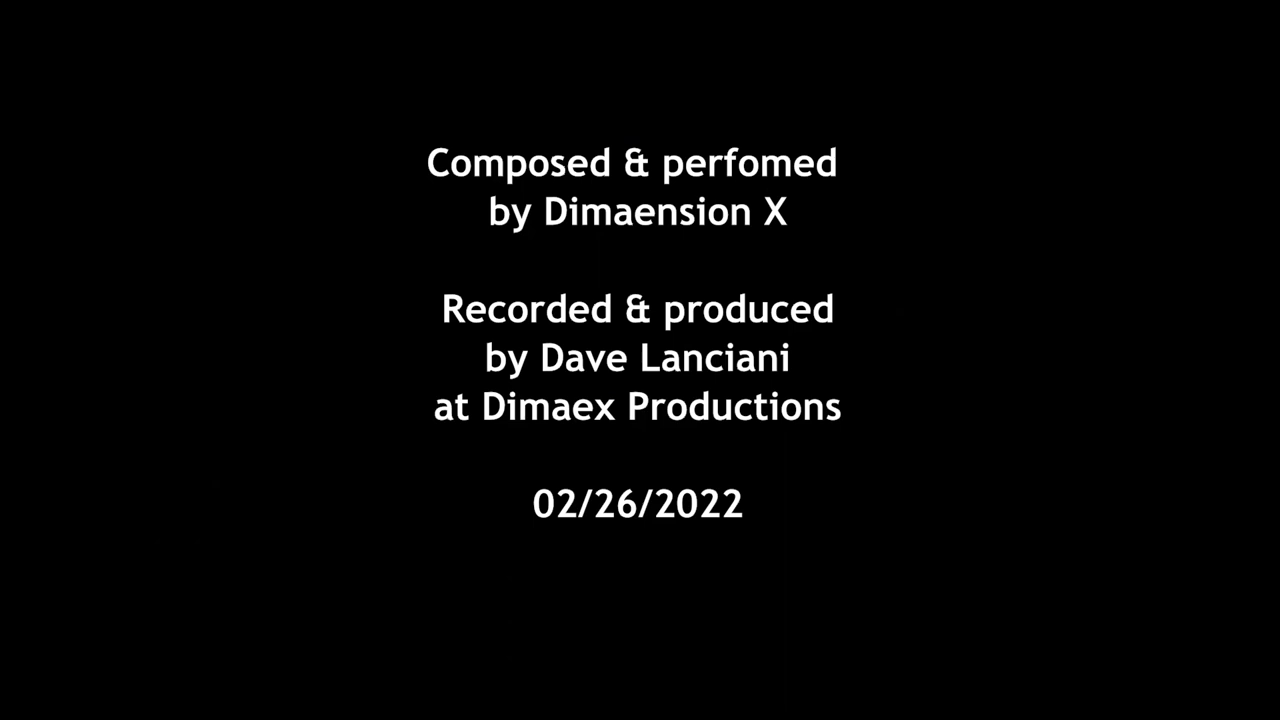 Composed & perfomed
by Dimaension X
Recorded & produced
by Dave Lanciani
at Dimaex Productions
02/26/2022